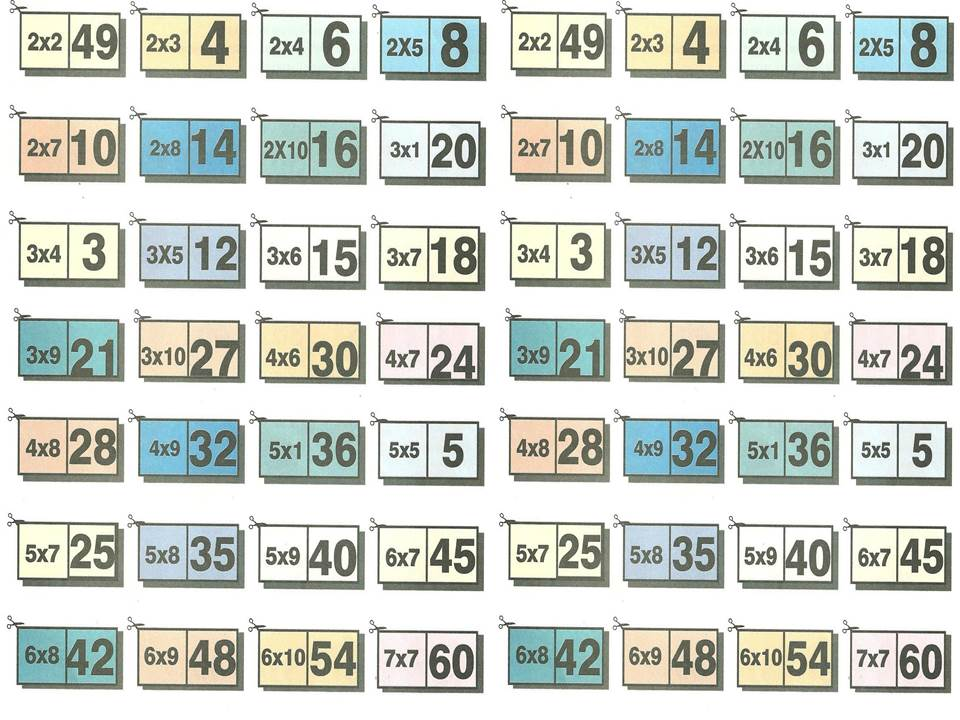 2x2 49 2x3 4 2x4 6 2X5 8 2x2 49 2x3 4 2x4 6 2X5 8
2x7 10 2x8 14 2X10 16 3x1 20 2x7 10 2x8 14 2X10 16 3x1 20
3x4 3 3X5 12 3x6 15 3x7 18 3x4 3 3X5 12 3x6 15 3x7 18
3x9 21 3x10 27 4x6 30 4x7 24 3x9 21 3x10 27 4x6 30 4x7 24
4x8 28 4x9 32 5x1 36 5x5 5 4x8 28 4x9 32 5x1 36 5x5 5
5x7 25 5x8 35 5x9 40 6x7 45 5x7 25 5x8 35 5x9 40 6x7 45
6x8 42 6x9 48 6x10 54 7x7 60 6x8 42 6x9 48 6x10 54 7x7 60